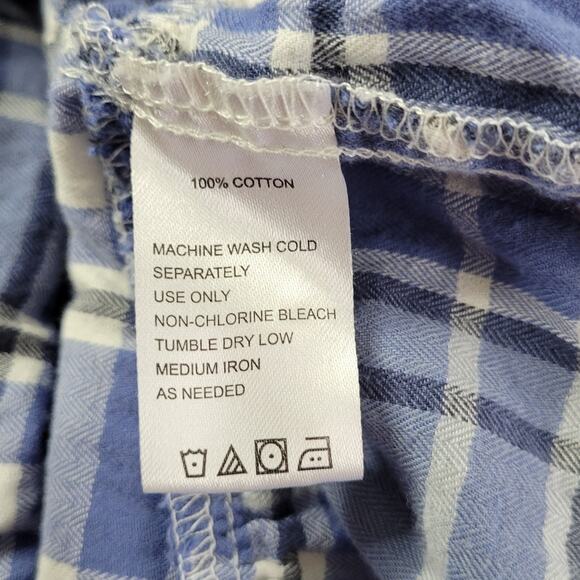 100% COTTON
MACHINE WASH COLD
SEPARATELY
USE ONLY
NON-CHLORINE BLEACH
TUMBLE DRY LOW
MEDIUM IRON
AS NEEDED